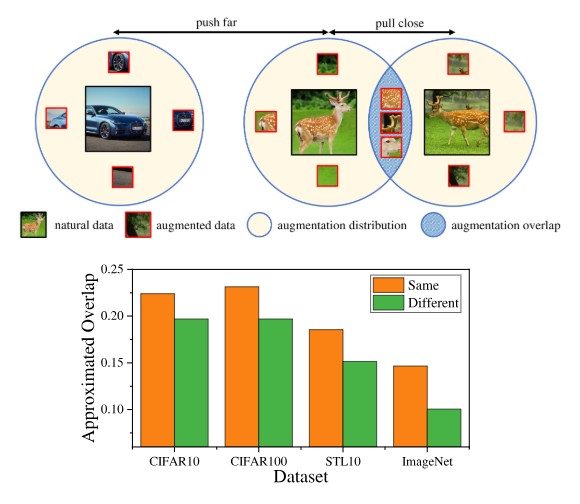 push far
pull close
natural data
augmented data
augmentation distribution
augmentation overlap
Approximated Overlap
0.25
0.20
0.15
0.10
Same
Different
CIFAR10
CIFAR100
STL10
ImageNet
Dataset